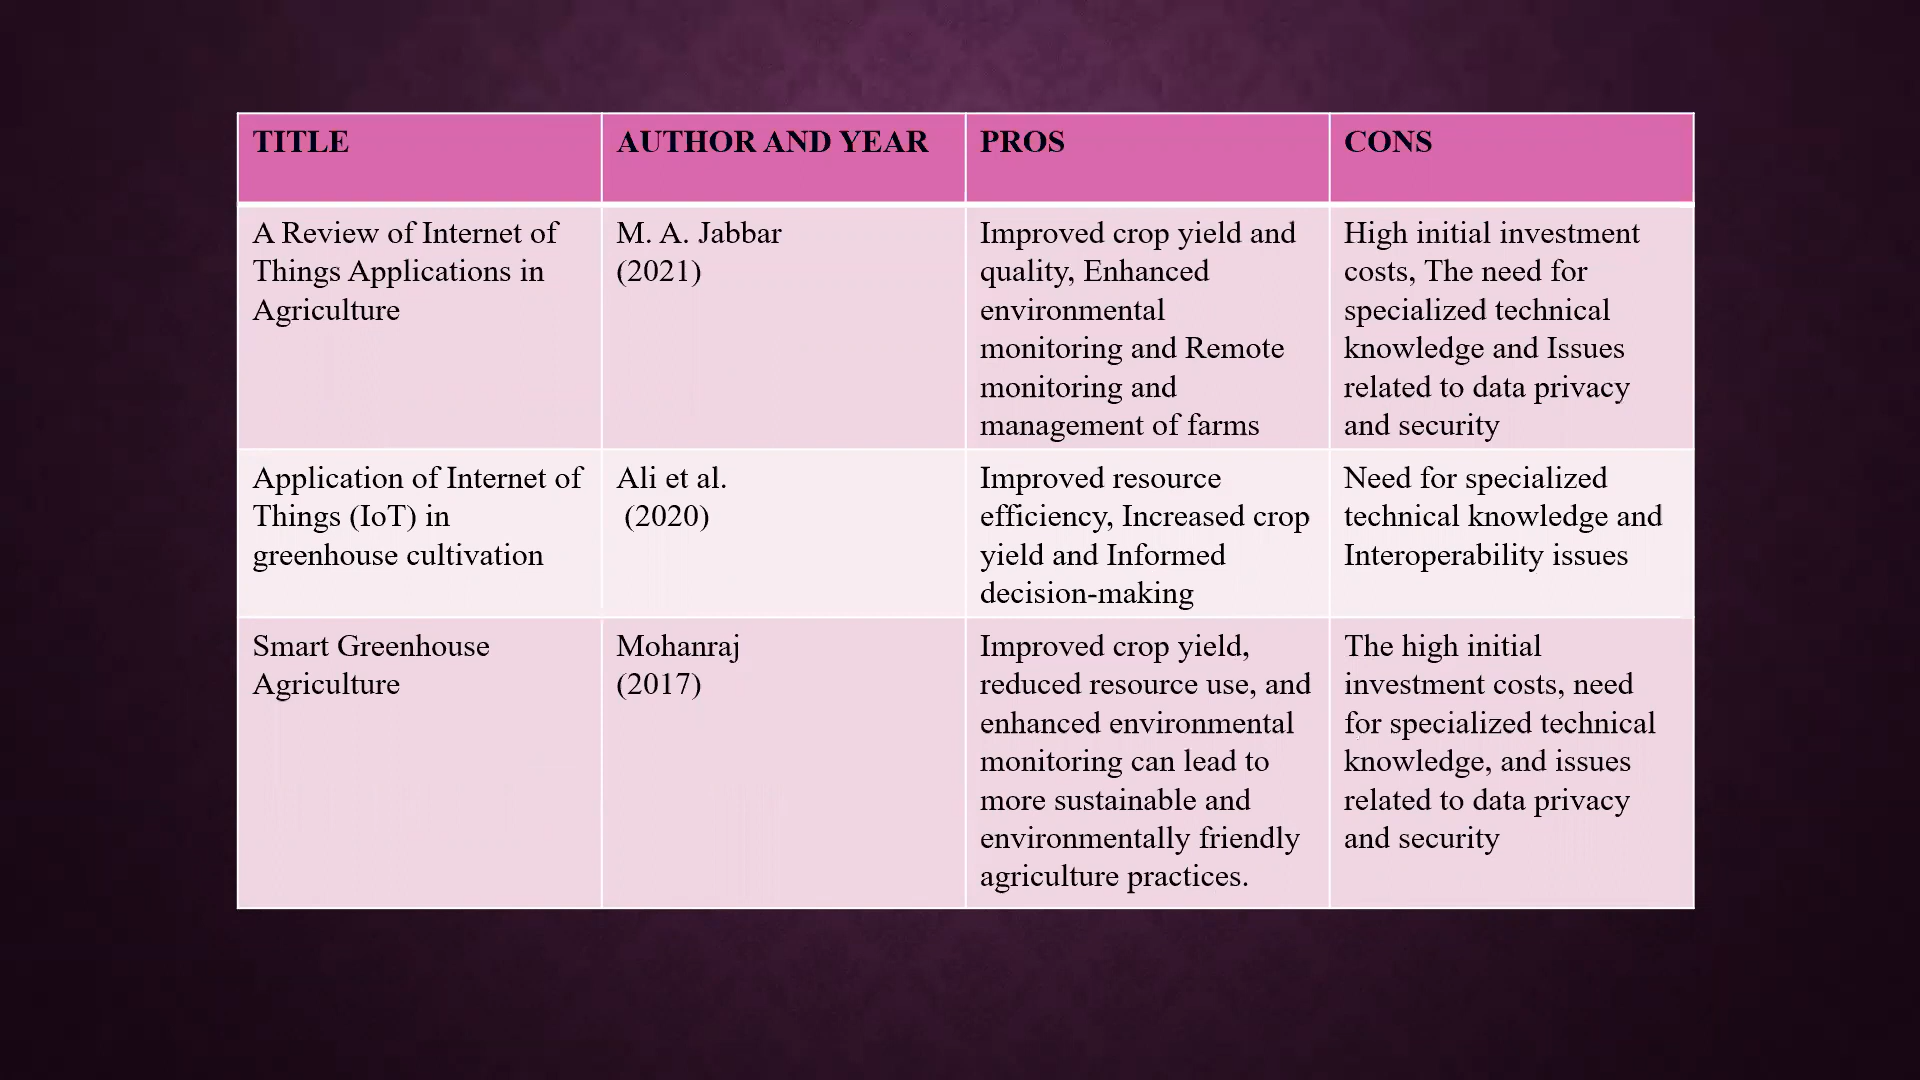 TITLE
AUTHOR AND YEAR
PROS
CONS
A Review of Internet of
Things Applications in
Agriculture
M. A. Jabbar
(2021)
Improved crop yield and
quality, Enhanced
environmental
monitoring and Remote
monitoring and
management of farms
High initial investment
costs, The need for
specialized technical
knowledge and Issues
related to data privacy
and security
Application of Internet of
Things (IoT) in
greenhouse cultivation
Ali et al.
(2020)
Improved resource
efficiency, Increased crop
yield and Informed
decision-making
Need for specialized
technical knowledge and
Interoperability issues
Smart Greenhouse
Agriculture
Mohanraj
(2017)
Improved crop yield,
reduced resource use, and
enhanced environmental
monitoring can lead to
more sustainable and
environmentally friendly
agriculture practices.
The high initial
investment costs, need
for specialized technical
knowledge, and issues
related to data privacy
and security